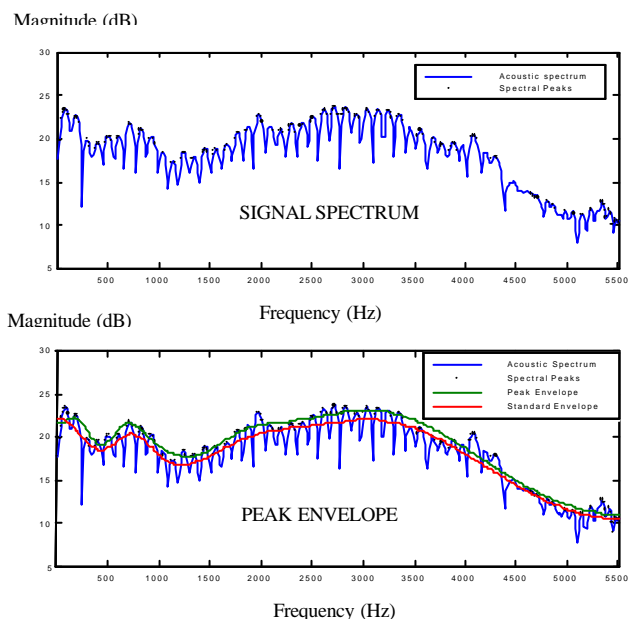 Magnitude (dB)
30
25
20
15
10
5
Acoustic spectrum
Spectral Peaks
SIGNAL SPECTRUM
500 1000 1500 2000 2500 3000 3500 4000 4500 5000 5500
Frequency (Hz)
Magnitude (dB)
30
25
20
15
10
5
Acoustic Spectrum
Spectral Peaks
Peak Envelope
Standard Envelope
PEAK ENVELOPE
500 1000 1500 2000 2500 3000 3500 4000 4500 5000 5500
Frequency (Hz)